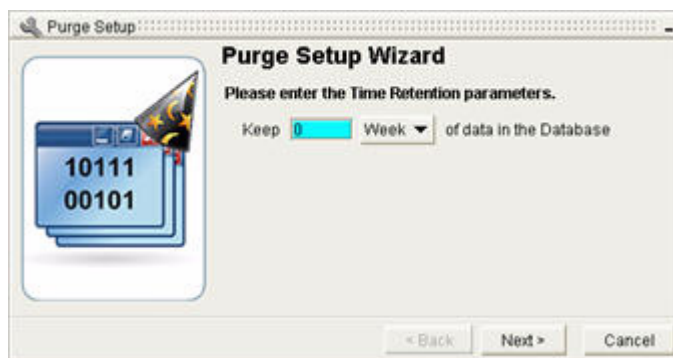 Purge Setup
Purge Setup Wizard
Please enter the Time Retention parameters.
Keep 0 Week of data in the Database
10111
00101
< Back Next > Cancel